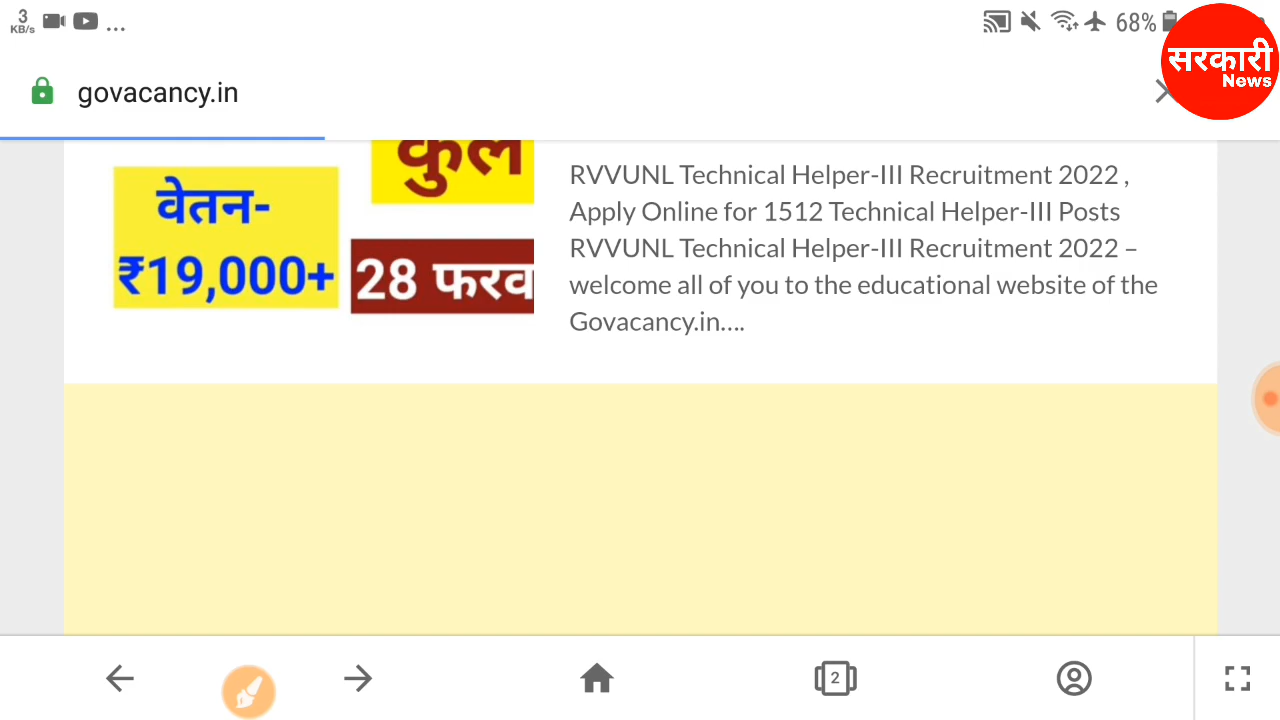 3
KB/s
...
68%
सरकारी
News
govacancy.in
कुल
वेतन-
₹19,000+
28 फरव
RVVUNL Technical Helper-III Recruitment 2022 ,
Apply Online for 1512 Technical Helper-III Posts
RVVUNL Technical Helper-III Recruitment 2022 –
welcome all of you to the educational website of the
Govacancy.in....
2